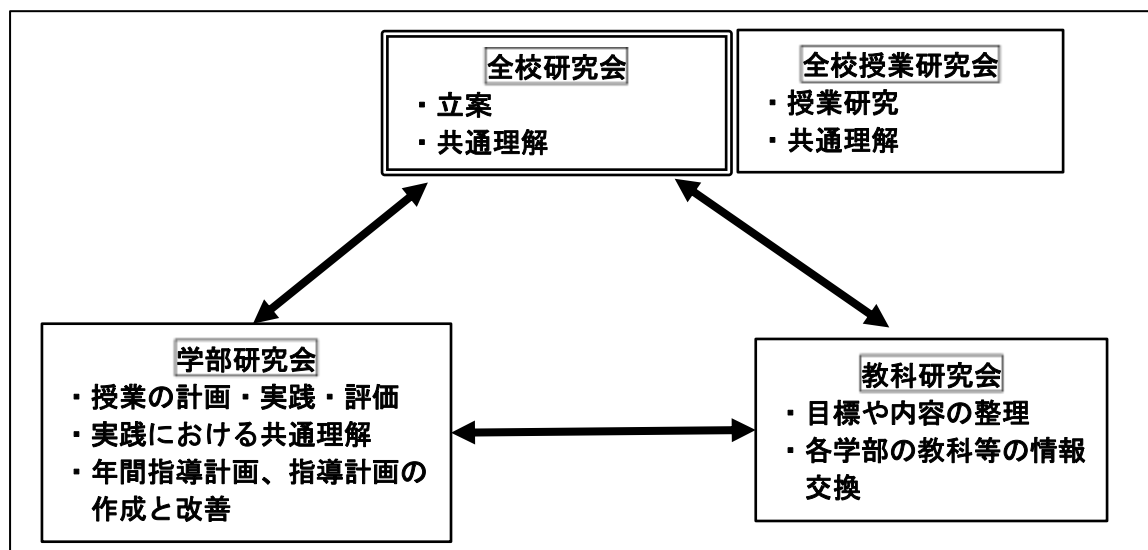 全校研究会
・立案
・共通理解
全校授業研究会
・授業研究
・共通理解
学部研究会
・授業の計画・実践・評価
・実践における共通理解
・年間指導計画、指導計画の
作成と改善
教科研究会
・目標や内容の整理
・各学部の教科等の情報
交換